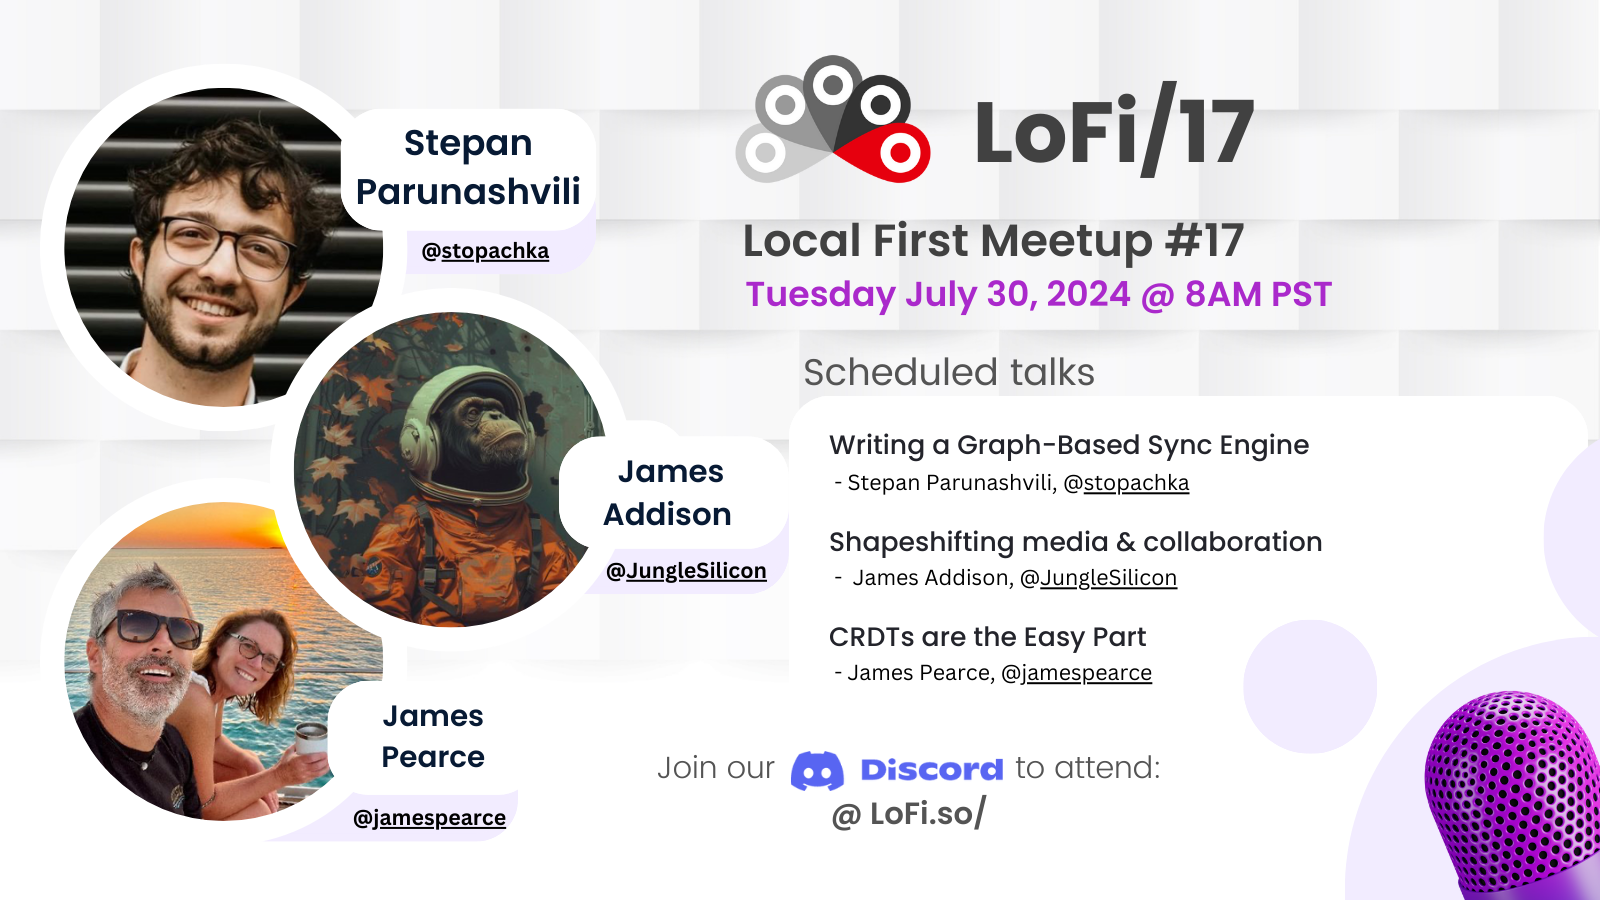 Stepan
Parunashvili
@stopachka
James
Addison
@JungleSilicon
James
Pearce
@jamespearce
LoFi/17
Local First Meetup #17
Tuesday July 30, 2024 @ 8AM PST
Scheduled talks
Writing a Graph-Based Sync Engine
- Stepan Parunashvili, @stopachka
Shapeshifting media & collaboration
- James Addison, @JungleSilicon
CRDTs are the Easy Part
- James Pearce, @jamespearce
Join our Discord to attend:
@ LoFi.so/